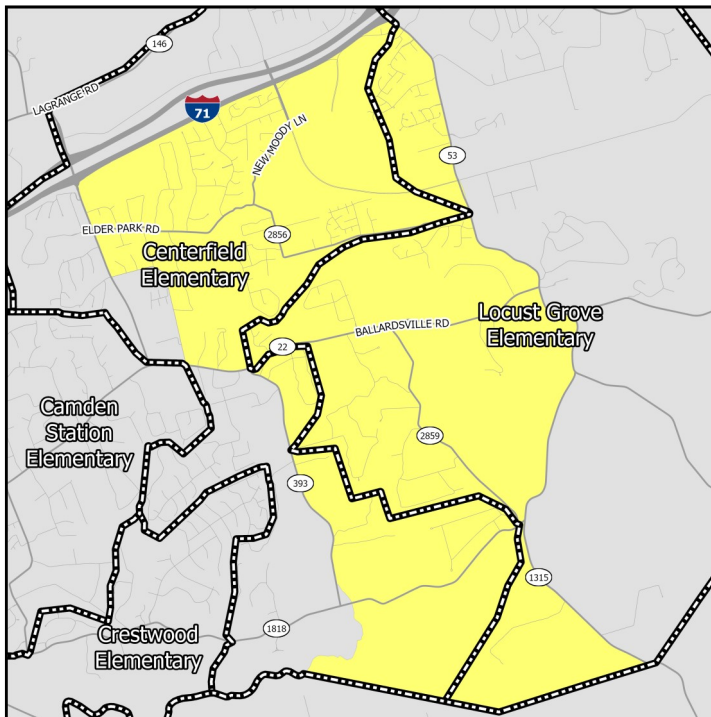 146
LAGRANGE RD
71
NEW MOODY LN
53
ELDER PARK RD
2856
Centerfield
Elementary
Locust Grove
Elementary
BALLARDSVILLE RD
22
Camden
Station
Elementary
2859
393
1315
1818
Crestwood
Elementary